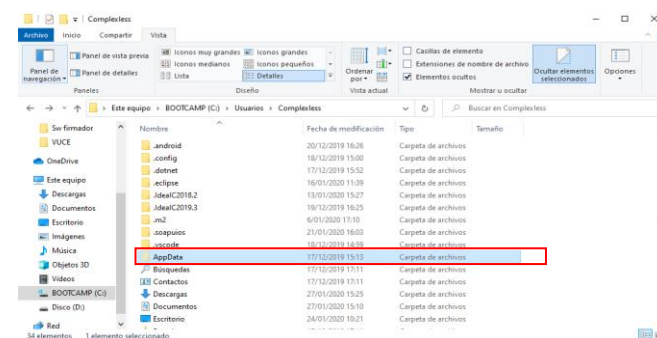 Complexless
Archivo Inicio Compartir Vista
Panel de navegación
Panel de vista previa
Panel de detalles
Paneles
Iconos muy grandes Iconos grandes
Iconos medianos Iconos pequeños
Lista Detalles
Diseño
Ordenar por
Vista actual
Casillas de elemento
Extensiones de nombre de archivo
Elementos ocultos
Ocultar elementos seleccionados
Mostrar u ocultar
Opciones
Este equipo > BOOTCAMP (C:) > Usuarios > Complexless
Buscar en Complexless
Sw firmador
VUCE
OneDrive
Este equipo
Descargas
Documentos
Escritorio
Imágenes
Música
Objetos 3D
Vídeos
BOOTCAMP (C:)
Disco (D:)
Red
Nombre Fecha de modificación Tipo Tamaño
.android 20/12/2019 16:26 Carpeta de archivos
.config 18/12/2019 15:00 Carpeta de archivos
.dotnet 17/12/2019 15:52 Carpeta de archivos
.eclipse 16/01/2020 11:39 Carpeta de archivos
.IdeaIC2018.2 13/01/2020 15:27 Carpeta de archivos
.IdeaIC2019.3 19/12/2019 16:25 Carpeta de archivos
.m2 6/01/2020 17:10 Carpeta de archivos
.soapuios 21/01/2020 16:03 Carpeta de archivos
.vscode 18/12/2019 14:59 Carpeta de archivos
AppData 17/12/2019 15:13 Carpeta de archivos
Búsquedas 17/12/2019 17:11 Carpeta de archivos
Contactos 17/12/2019 17:11 Carpeta de archivos
Descargas 27/01/2020 15:25 Carpeta de archivos
Documentos 27/01/2020 15:10 Carpeta de archivos
Escritorio 24/01/2020 10:21 Carpeta de archivos
34 elementos 1 elemento seleccionado